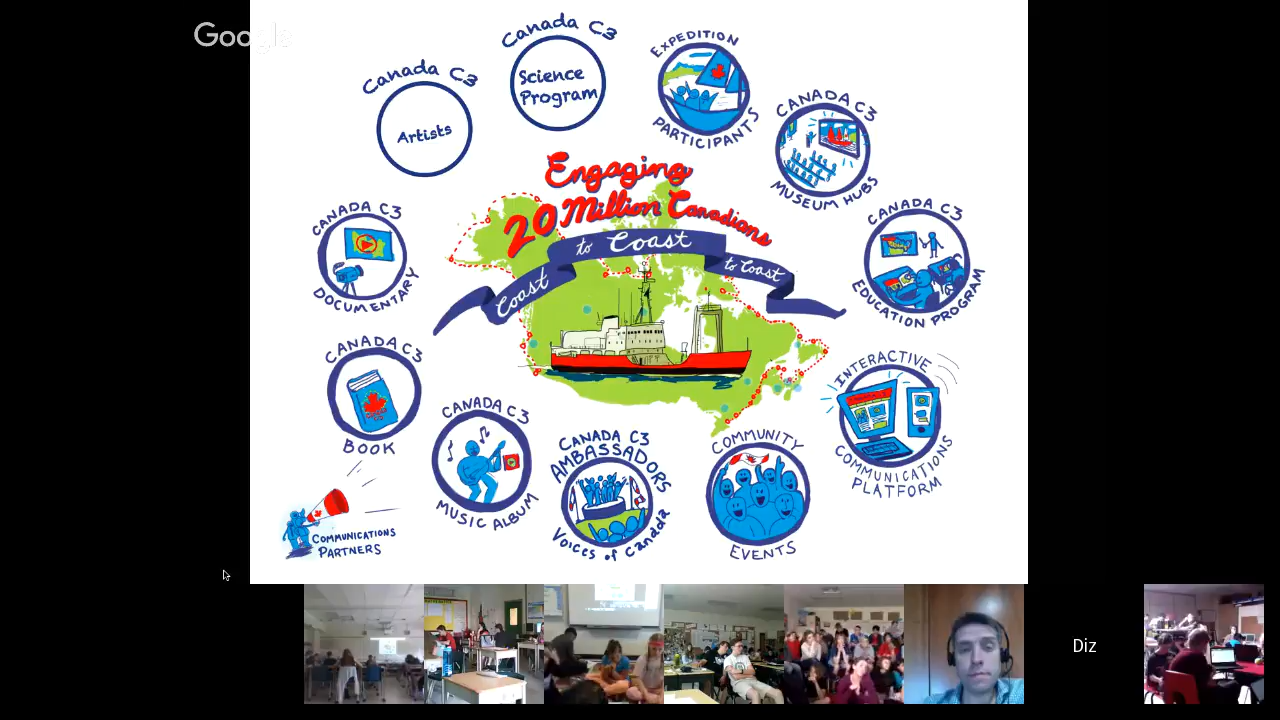 Google
Canada C3
Artists
Canada C3
Science
Program
EXPEDITION
PARTICIPANTS
CANADA C3
MUSEUM HUBS
CANADA C3
EDUCATION PROGRAM
INTERACTIVE
COMMUNICATIONS
PLATFORM
COMMUNITY
EVENTS
CANADA C3
AMBASSADORS
Voices of Canada
CANADA C3
MUSIC ALBUM
CANADA C3
BOOK
CANADA C3
DOCUMENTARY
COMMUNICATIONS
PARTNERS
Engaging
20 Million Canadians
Coast to Coast to Coast
Diz